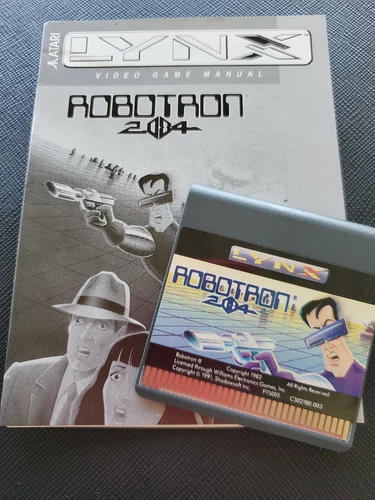 ATARI
LYNX
VIDEO GAME MANUAL
ROBOTRON
2084
LYNX
ROBOTRON
2084
Robotron ® Copyright 1982 All Rights Reserved
Licensed through Williams Electronics Games, Inc.
Copyright © 1991, Shadowsoft, Inc. PT5003 C302180-003